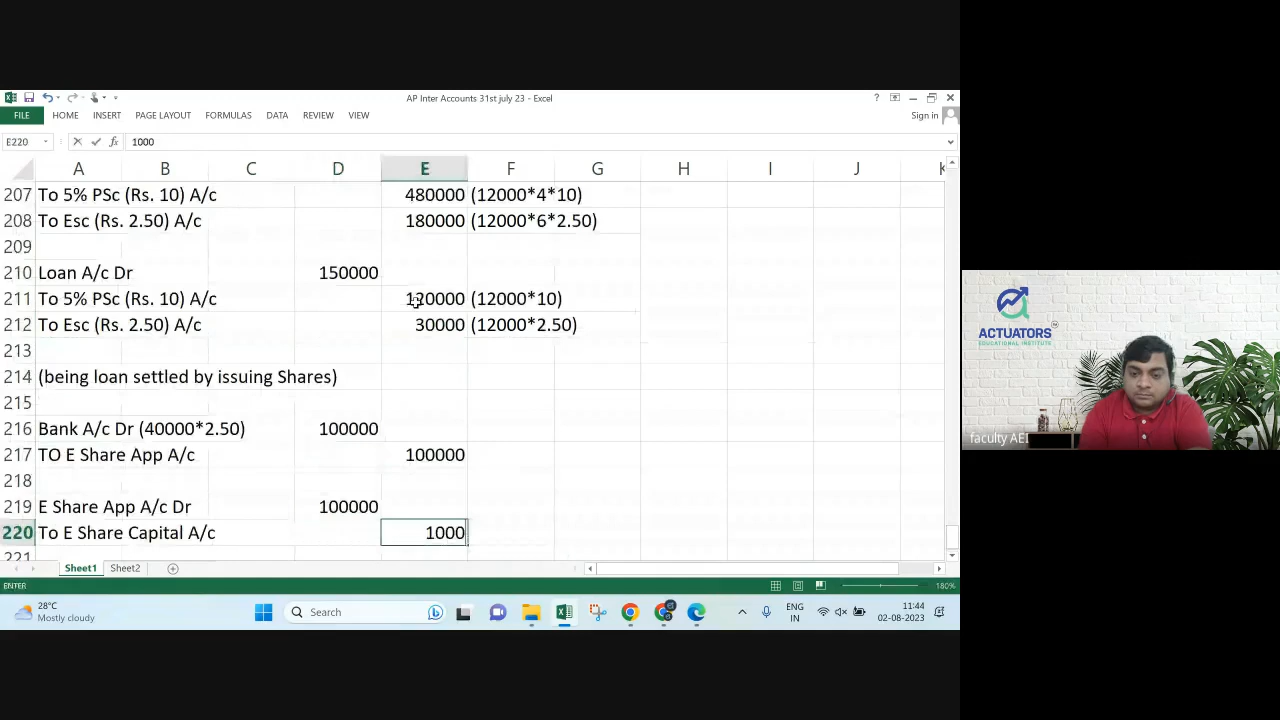 AP Inter Accounts 31st july 23 - Excel
?
FILE HOME INSERT PAGE LAYOUT FORMULAS DATA REVIEW VIEW
Sign in
E220 1000
A B C D E F G H I J K
207 To 5% PSc (Rs. 10) A/c 480000 (12000*4*10)
208 To Esc (Rs. 2.50) A/c 180000 (12000*6*2.50)
209
210 Loan A/c Dr 150000
211 To 5% PSc (Rs. 10) A/c 120000 (12000*10)
212 To Esc (Rs. 2.50) A/c 30000 (12000*2.50)
213
214 (being loan settled by issuing Shares)
215
216 Bank A/c Dr (40000*2.50) 100000
217 TO E Share App A/c 100000
218
219 E Share App A/c Dr 100000
220 To E Share Capital A/c 1000
221
Sheet1 Sheet2
ENTER 180%
28°C
Mostly cloudy
Search
ENG
IN
11:44
02-08-2023
ACTUATORS
EDUCATIONAL INSTITUTE
faculty AEI